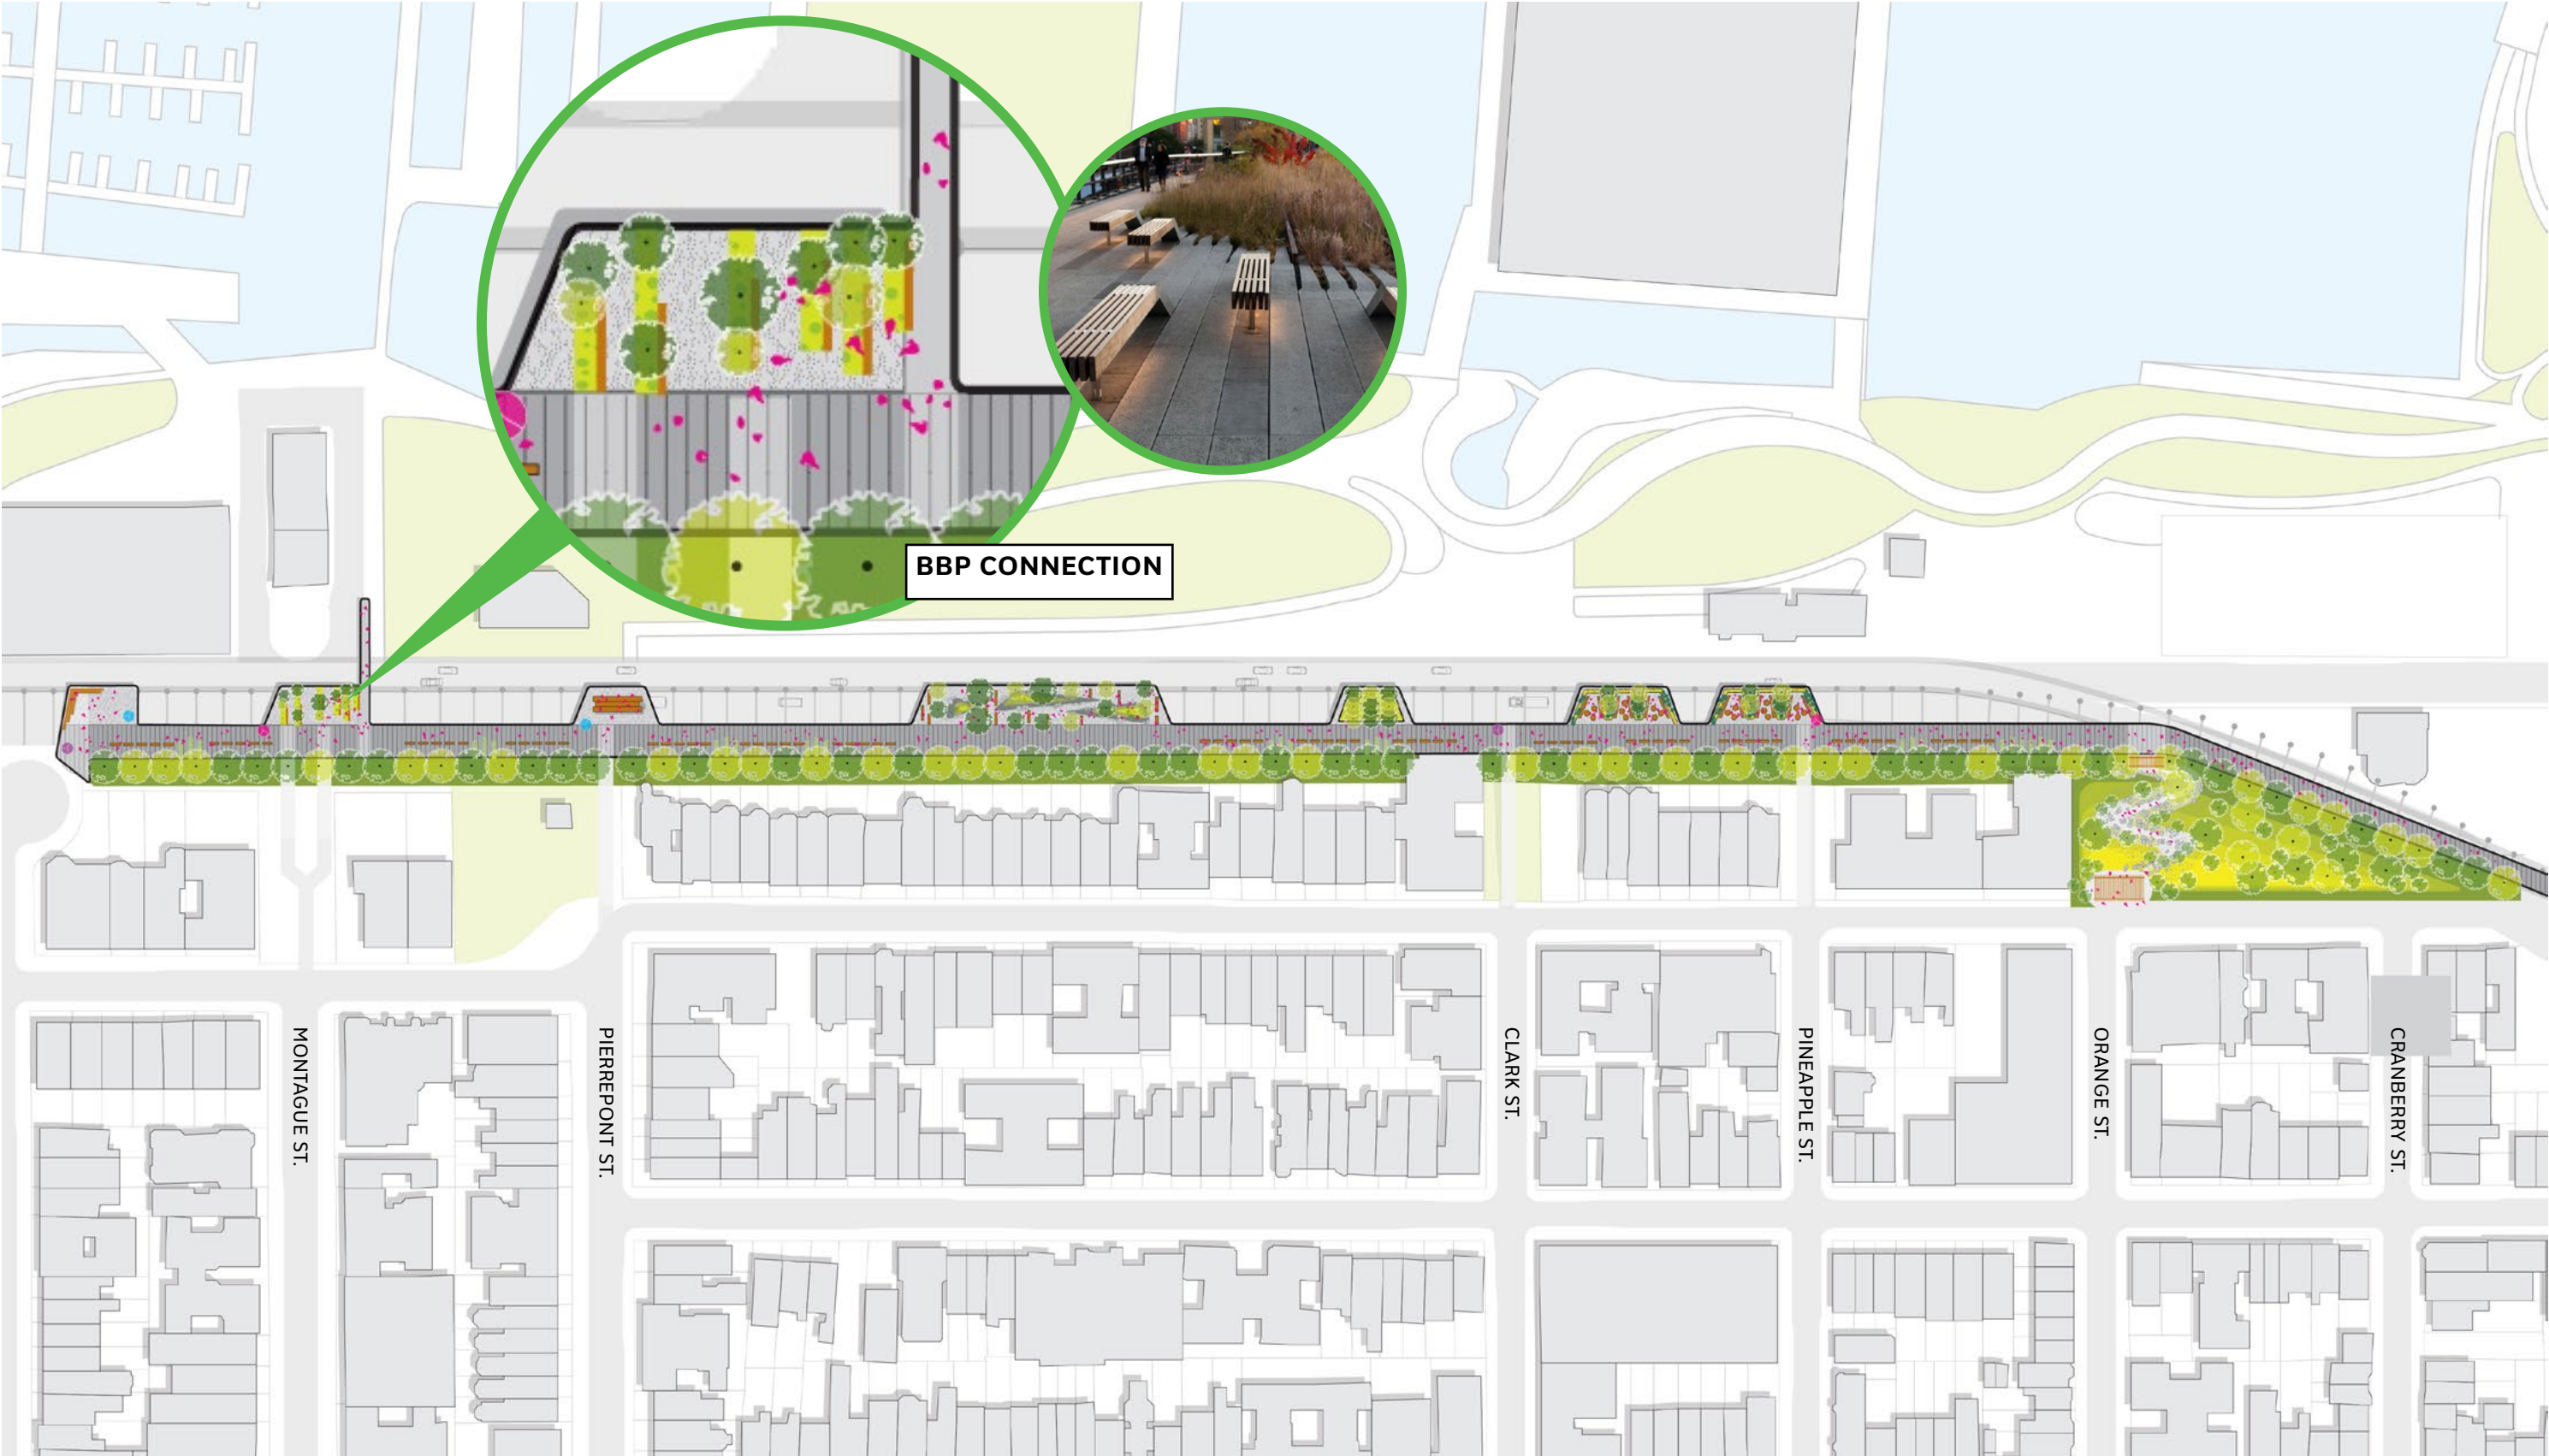 BBP CONNECTION
MONTAGUE ST.
PIERREPONT ST.
CLARK ST.
PINEAPPLE ST.
ORANGE ST.
CRANBERRY ST.